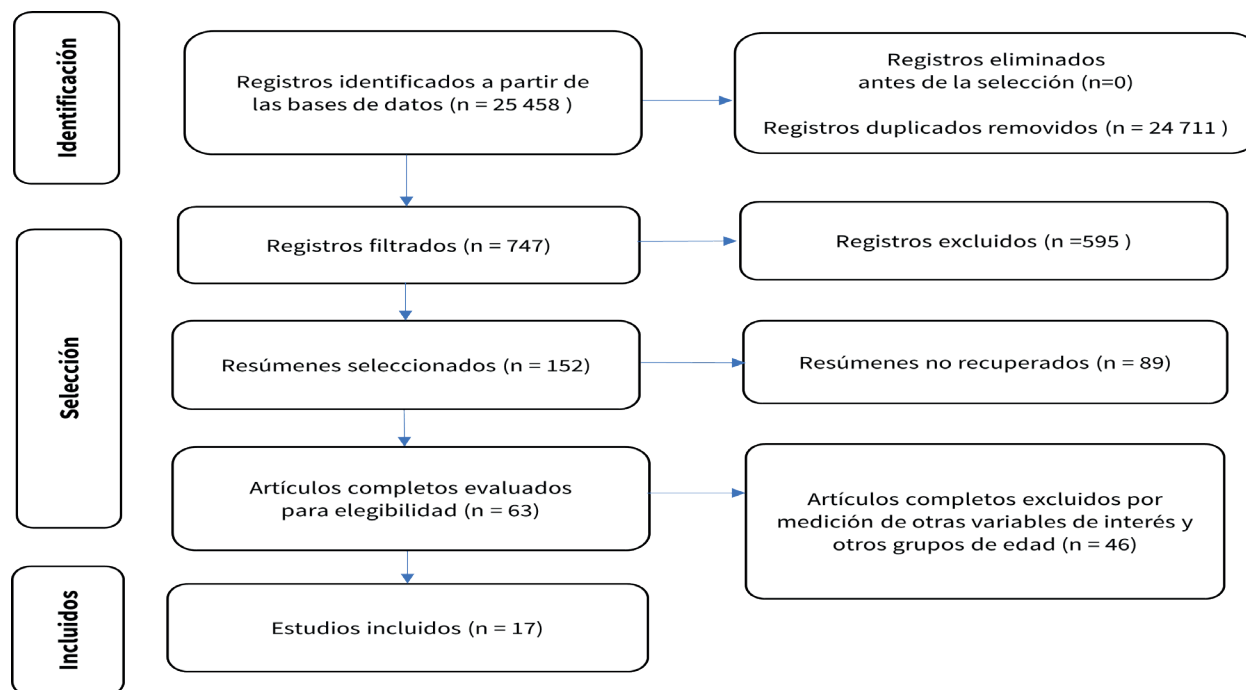 Identificación
Registros identificados a partir de
las bases de datos (n = 25 458 )
Registros eliminados
antes de la selección (n=0)
Registros duplicados removidos (n = 24 711 )
Selección
Registros filtrados (n = 747)
Registros excluidos (n =595 )
Resúmenes seleccionados (n = 152)
Resúmenes no recuperados (n = 89)
Artículos completos evaluados
para elegibilidad (n = 63)
Artículos completos excluidos por
medición de otras variables de interés y
otros grupos de edad (n = 46)
Incluidos
Estudios incluidos (n = 17)